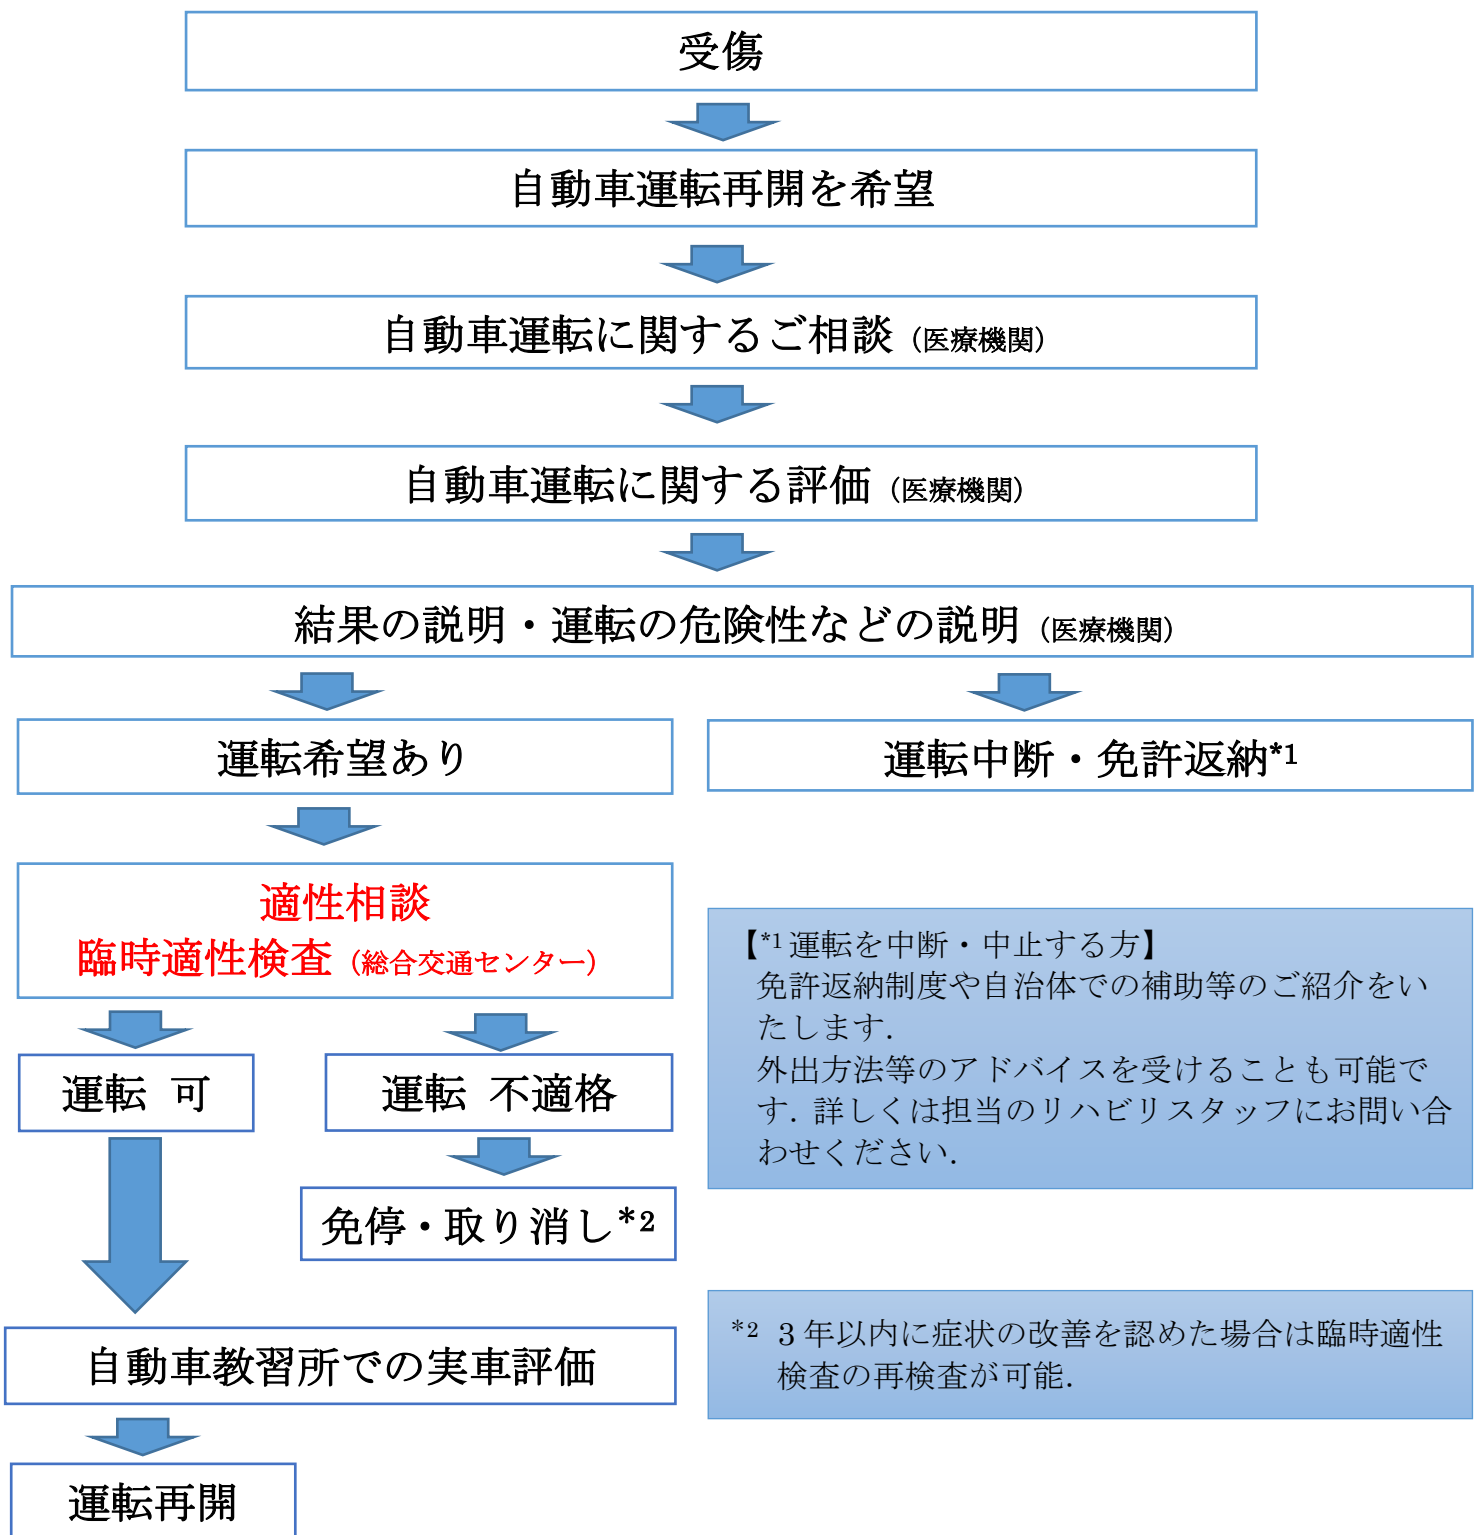 受傷
自動車運転再開を希望
自動車運転に関するご相談（医療機関）
自動車運転に関する評価（医療機関）
結果の説明・運転の危険性などの説明（医療機関）
運転希望あり
運転中断・免許返納*1
適性相談
臨時適性検査（総合交通センター）
運転 可
運転 不適格
免停・取り消し*2
自動車教習所での実車評価
運転再開
【*1運転を中断・中止する方】
免許返納制度や自治体での補助等のご紹介をい
たします.
外出方法等のアドバイスを受けることも可能で
す. 詳しくは担当のリハビリスタッフにお問い合
わせください.
*2 3年以内に症状の改善を認めた場合は臨時適性
検査の再検査が可能.